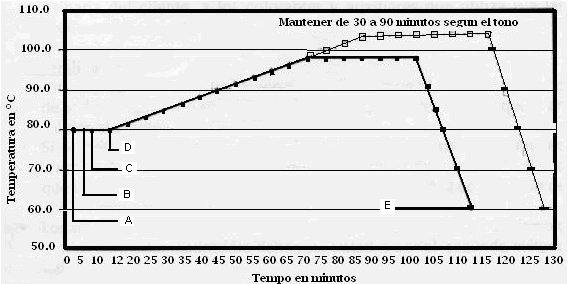 110.0
Mantener de 30 a 90 minutos segun el tono
100.0
90.0
80.0
D
C
70.0
B
E
60.0
A
50.0
0 5 10 12 20 25 30 35 40 45 50 55 60 70 75 80 85 90 95 100 105 110 115 120 125 130
Temperatura en °C
Tempo en minutos